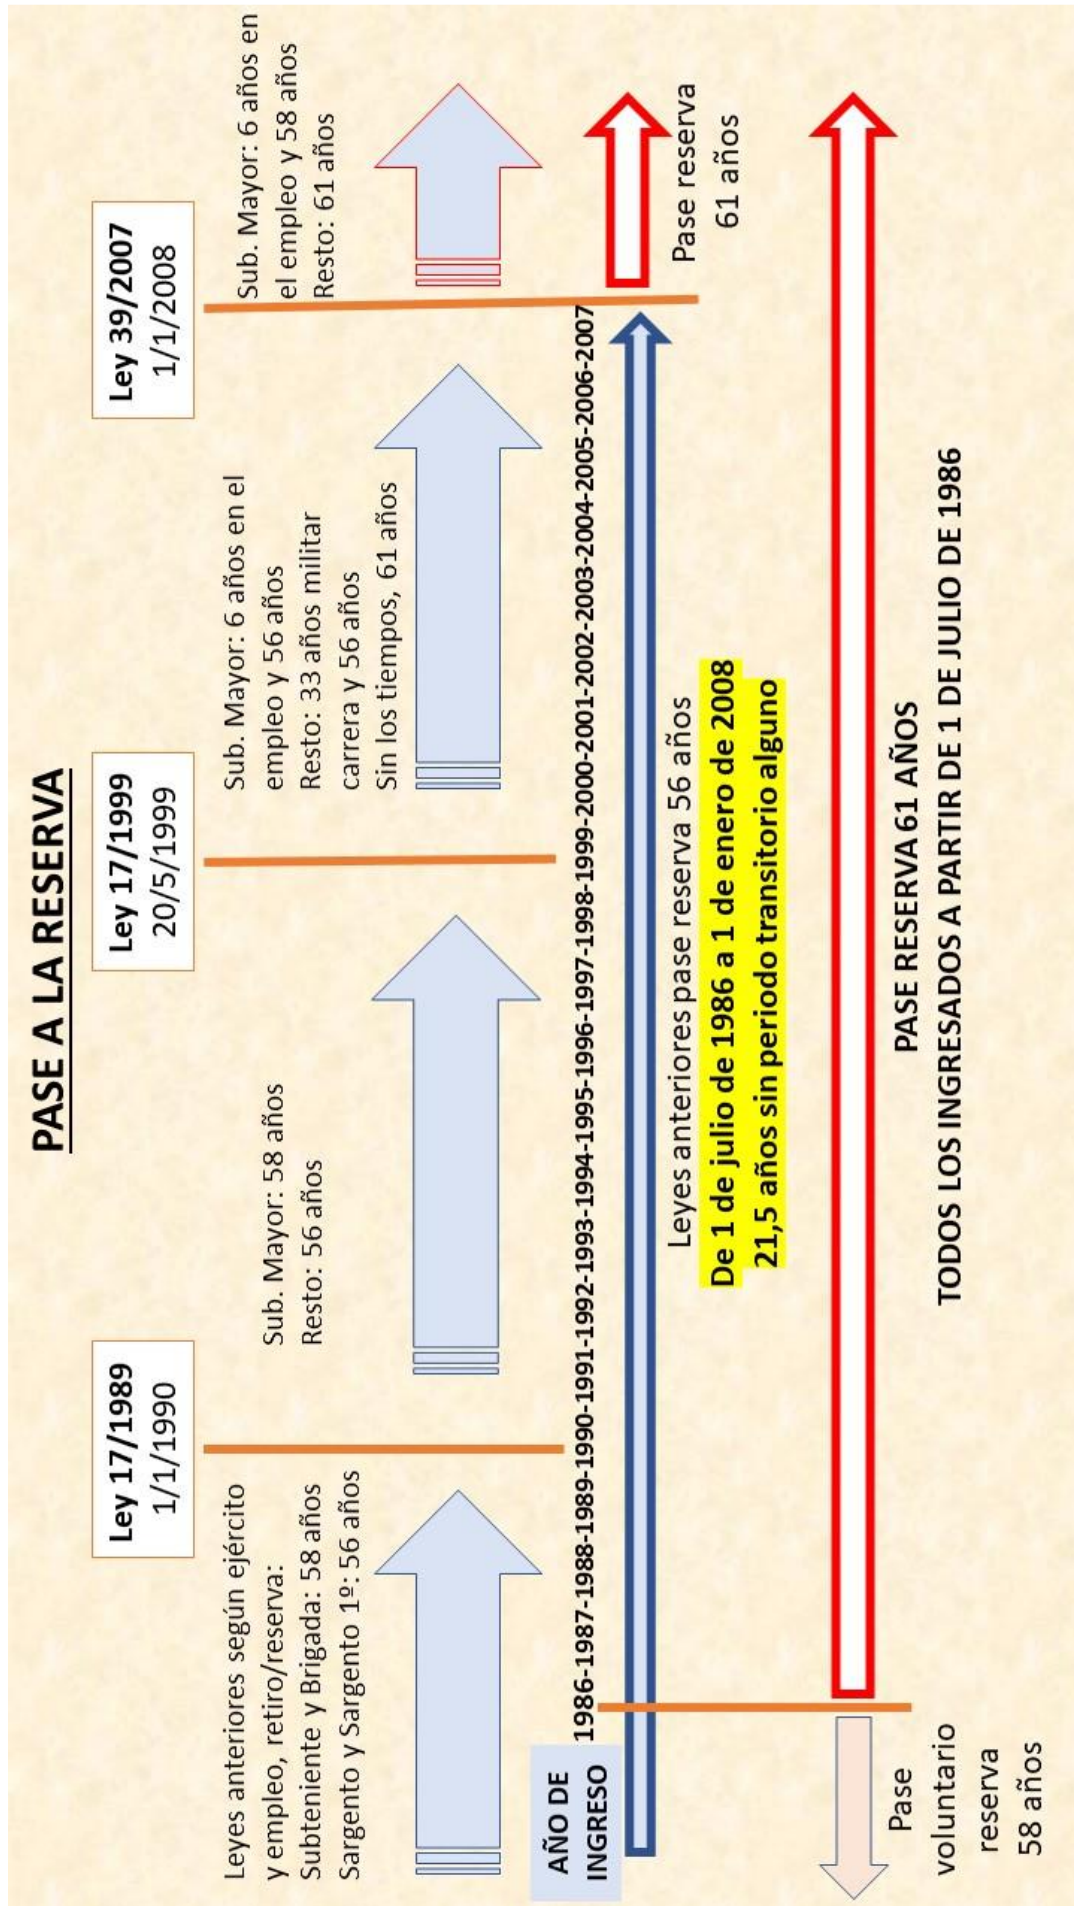 PASE A LA RESERVA
Ley 17/1989
1/1/1990
Ley 17/1999
20/5/1999
Ley 39/2007
1/1/2008
Leyes anteriores según ejército
y empleo, retiro/reserva:
Subteniente y Brigada: 58 años
Sargento y Sargento 1º: 56 años
Sub. Mayor: 58 años
Resto: 56 años
Sub. Mayor: 6 años en el
empleo y 56 años
Resto: 33 años militar
carrera y 56 años
Sin los tiempos, 61 años
Sub. Mayor: 6 años en
el empleo y 58 años
Resto: 61 años
AÑO DE
INGRESO
1986-1987-1988-1989-1990-1991-1992-1993-1994-1995-1996-1997-1998-1999-2000-2001-2002-2003-2004-2005-2006-2007
Leyes anteriores pase reserva 56 años
De 1 de julio de 1986 a 1 de enero de 2008
21,5 años sin periodo transitorio alguno
Pase reserva
61 años
Pase
voluntario
reserva
58 años
PASE RESERVA 61 AÑOS
TODOS LOS INGRESADOS A PARTIR DE 1 DE JULIO DE 1986